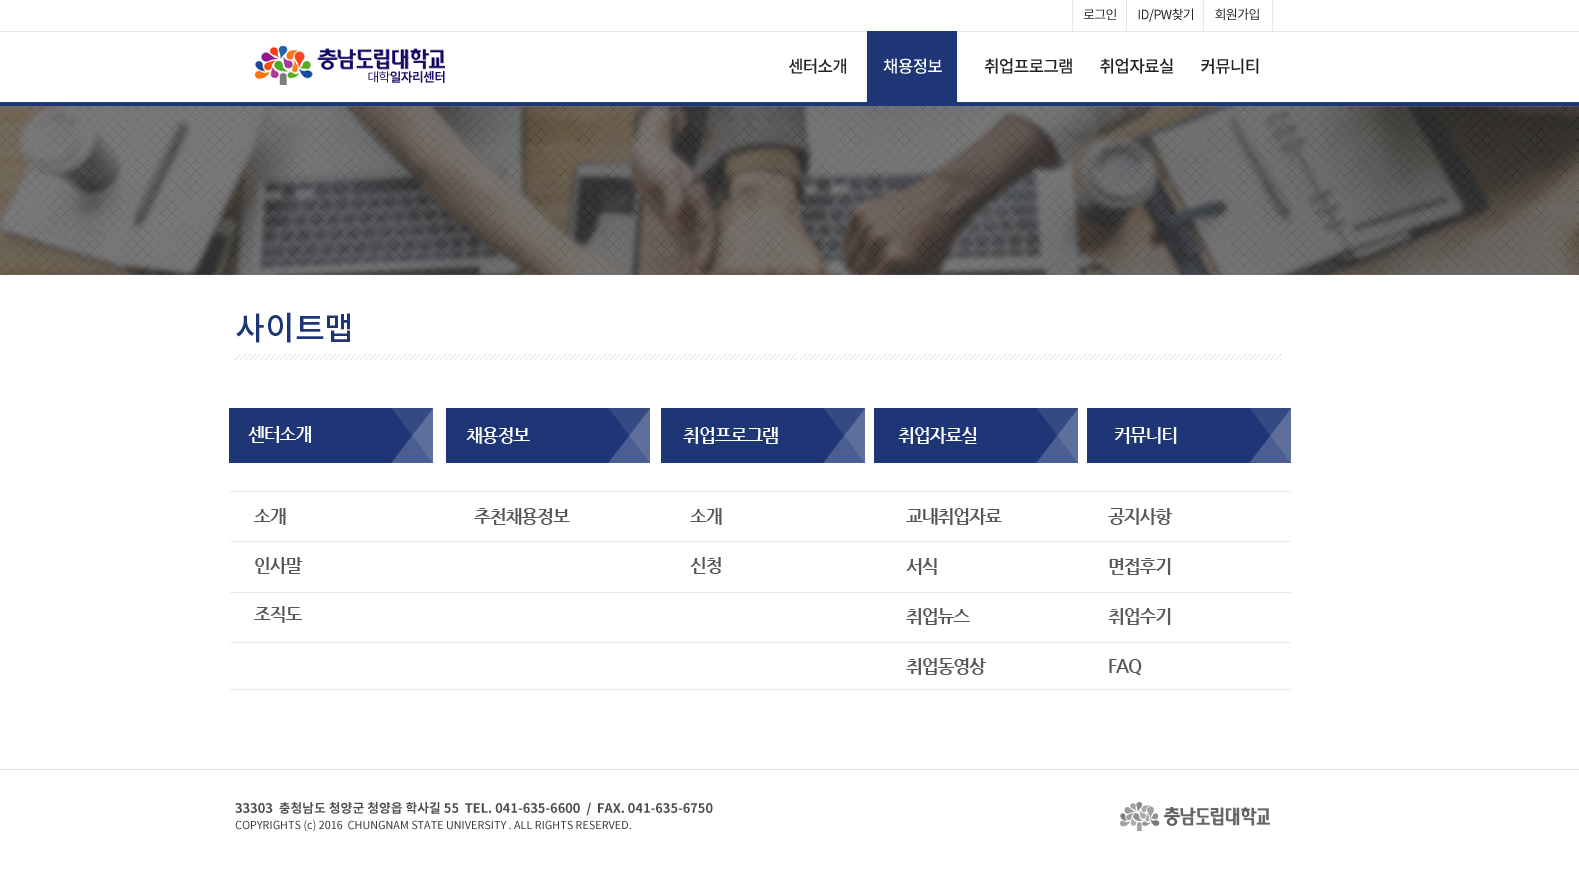 로그인 ID/PW찾기 회원가입
충남도립대학교
대학일자리센터
센터소개 채용정보 취업프로그램 취업자료실 커뮤니티
사이트맵
센터소개 채용정보 취업프로그램 취업자료실 커뮤니티
소개 추천채용정보 소개 교내취업자료 공지사항
인사말 신청 서식 면접후기
조직도 취업뉴스 취업수기
취업동영상 FAQ
33303 충청남도 청양군 청양읍 학사길 55 TEL. 041-635-6600 / FAX. 041-635-6750
COPYRIGHTS (c) 2016 CHUNGNAM STATE UNIVERSITY . ALL RIGHTS RESERVED.
충남도립대학교